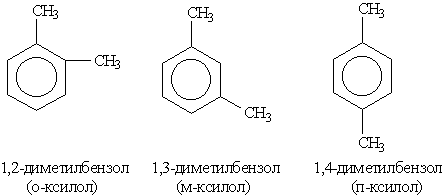 CH3
CH3
CH3
CH3
CH3
CH3
1,2-диметилбензол
(о-ксилол)
1,3-диметилбензол
(м-ксилол)
1,4-диметилбензол
(п-ксилол)